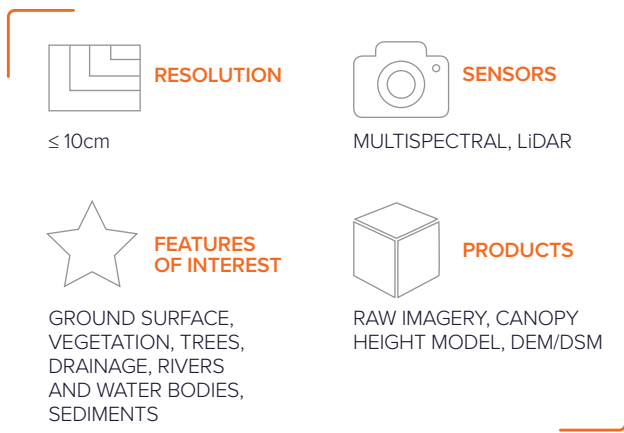 RESOLUTION
≤ 10cm
SENSORS
MULTISPECTRAL, LiDAR
FEATURES
OF INTEREST
GROUND SURFACE,
VEGETATION, TREES,
DRAINAGE, RIVERS
AND WATER BODIES,
SEDIMENTS
PRODUCTS
RAW IMAGERY, CANOPY
HEIGHT MODEL, DEM/DSM